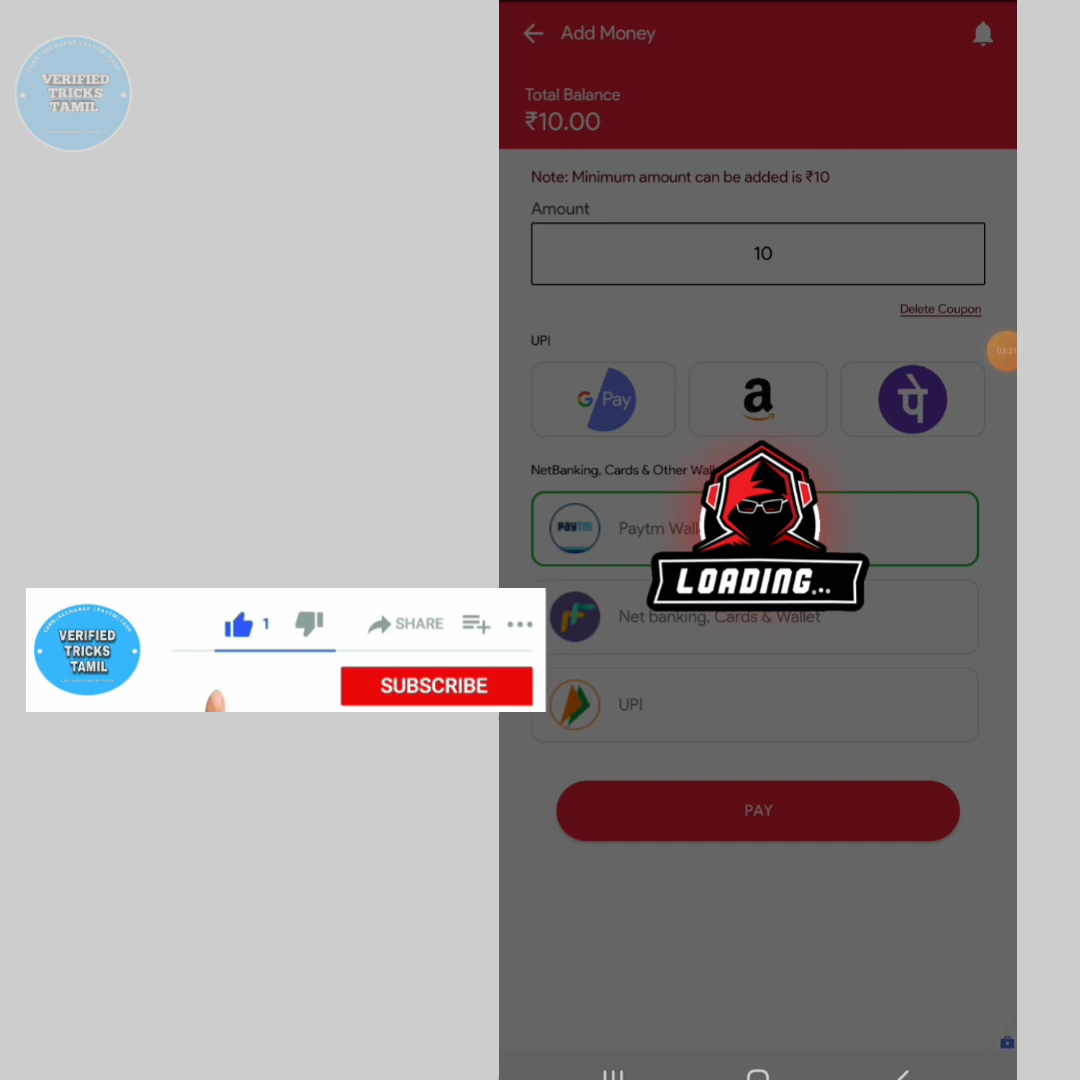 VERIFIED
TRICKS
TAMIL
Add Money
Total Balance
₹10.00
Note: Minimum amount can be added is ₹10
Amount
10
Delete Coupon
UPI
03:31
G Pay
a
पे
NetBanking, Cards & Other
Paytm
LOADING...
Net banking, Cards & Wallet
UPI
PAY
VERIFIED
TRICKS
TAMIL
1
SHARE
SUBSCRIBE